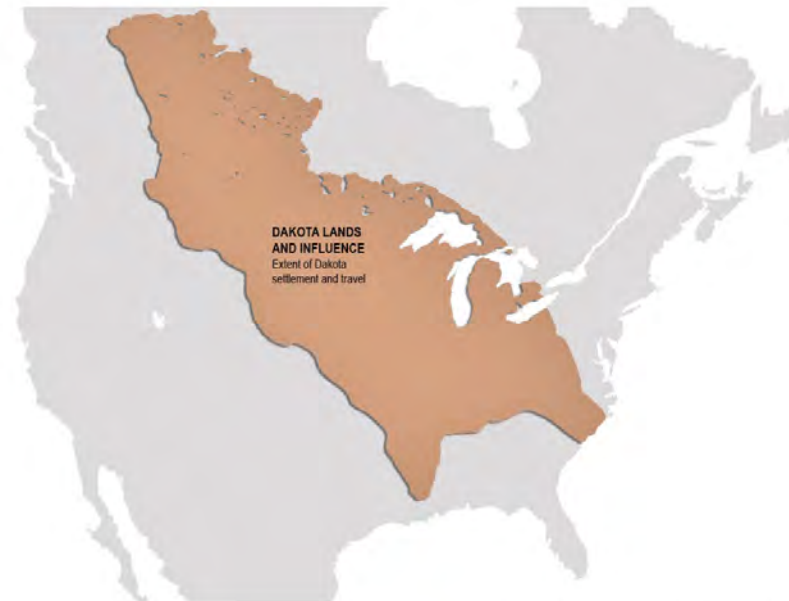 DAKOTA LANDS
AND INFLUENCE
Extent of Dakota
settlement and travel